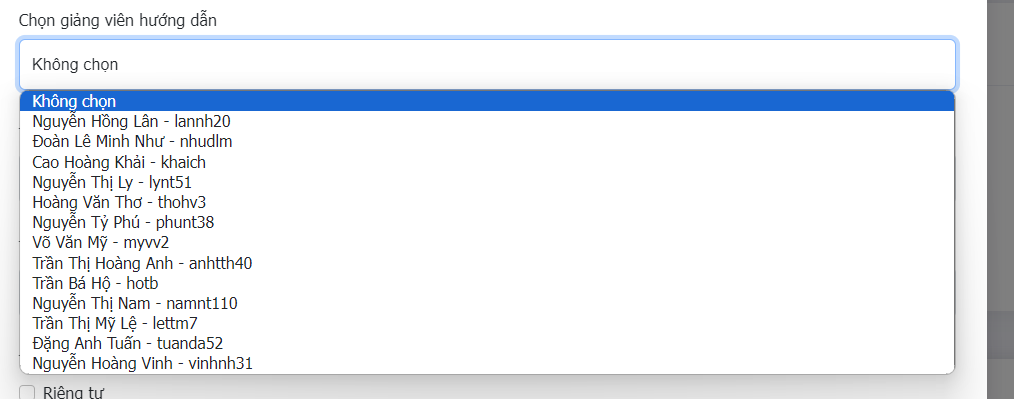 Chọn giảng viên hướng dẫn
Không chọn
Không chọn
Nguyễn Hồng Lân - lannh20
Đoàn Lê Minh Như - nhudlm
Cao Hoàng Khải - khaich
Nguyễn Thị Ly - lynt51
Hoàng Văn Thơ - thohv3
Nguyễn Tỷ Phú - phunt38
Võ Văn Mỹ - myvv2
Trần Thị Hoàng Anh - anhtth40
Trần Bá Hộ - hotb
Nguyễn Thị Nam - namnt110
Trần Thị Mỹ Lệ - lettm7
Đặng Anh Tuấn - tuanda52
Nguyễn Hoàng Vinh - vinhnh31
Riêng tư